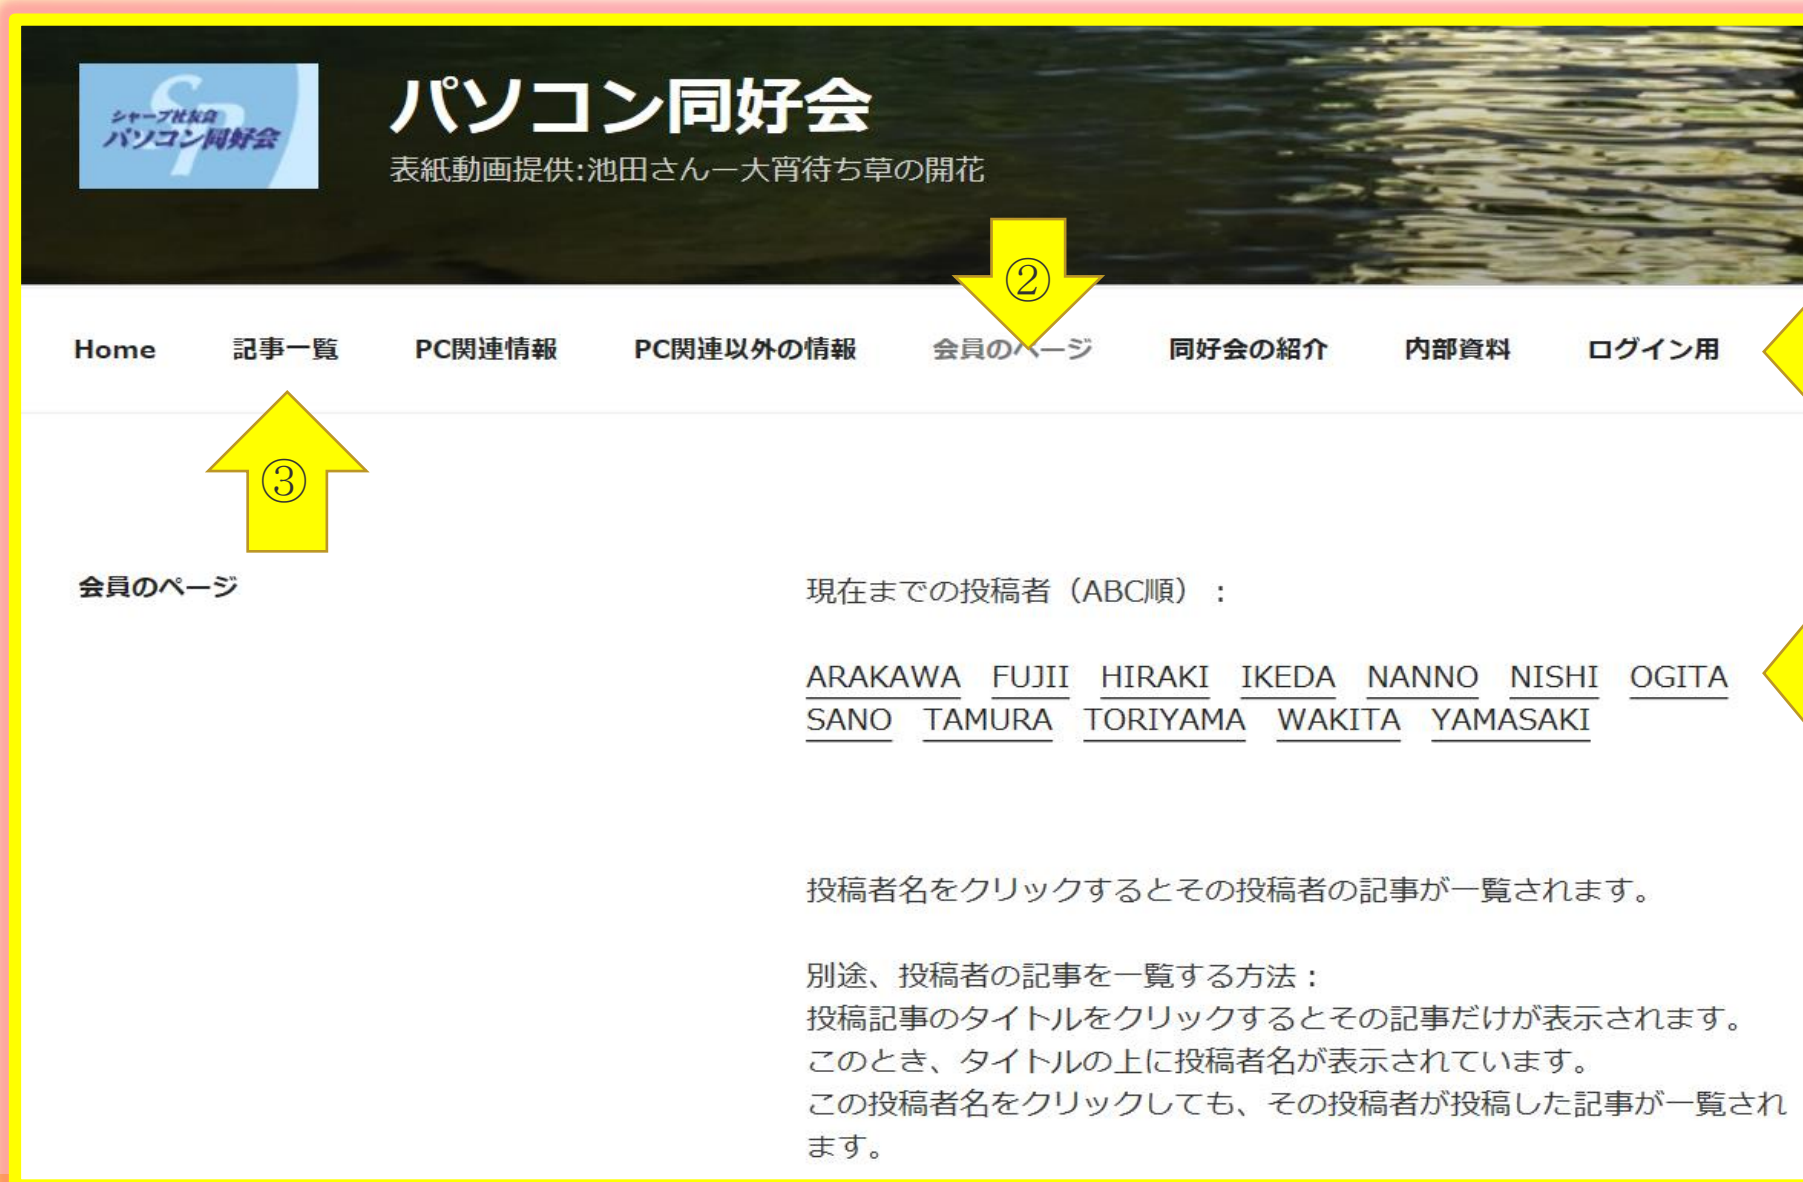 シャープ社友会
パソコン同好会
パソコン同好会
表紙動画提供:池田さんー大宵待ち草の開花
②
Home 記事一覧 PC関連情報 PC関連以外の情報 会員のページ 同好会の紹介 内部資料 ログイン用
③
会員のページ
現在までの投稿者（ABC順）：
ARAKAWA FUJII HIRAKI IKEDA NANNO NISHI OGITA
SANO TAMURA TORIYAMA WAKITA YAMASAKI
投稿者名をクリックするとその投稿者の記事が一覧されます。
別途、投稿者の記事を一覧する方法：
投稿記事のタイトルをクリックするとその記事だけが表示されます。
このとき、タイトルの上に投稿者名が表示されています。
この投稿者名をクリックしても、その投稿者が投稿した記事が一覧され
ます。